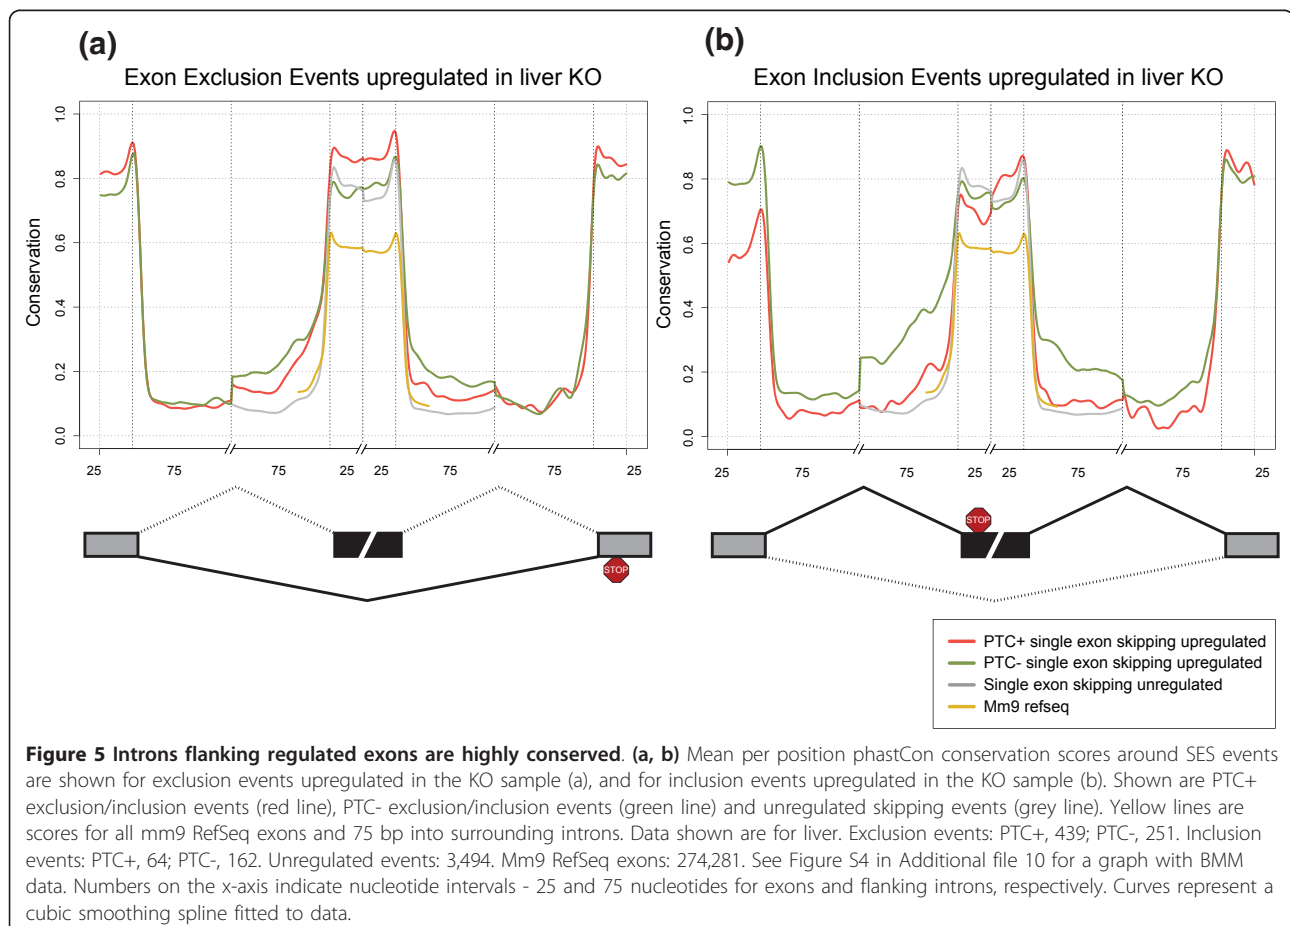 (a)
Exon Exclusion Events upregulated in liver KO
Conservation
1.0
0.8
0.6
0.4
0.2
0.0
25 75 75 25 25 75 75 25
STOP
(b)
Exon Inclusion Events upregulated in liver KO
Conservation
1.0
0.8
0.6
0.4
0.2
0.0
25 75 75 25 25 75 75 25
STOP
PTC+ single exon skipping upregulated
PTC- single exon skipping upregulated
Single exon skipping unregulated
Mm9 refseq
Figure 5 Introns flanking regulated exons are highly conserved. (a, b) Mean per position phastCon conservation scores around SES events
are shown for exclusion events upregulated in the KO sample (a), and for inclusion events upregulated in the KO sample (b). Shown are PTC+
exclusion/inclusion events (red line), PTC- exclusion/inclusion events (green line) and unregulated skipping events (grey line). Yellow lines are
scores for all mm9 RefSeq exons and 75 bp into surrounding introns. Data shown are for liver. Exclusion events: PTC+, 439; PTC-, 251. Inclusion
events: PTC+, 64; PTC-, 162. Unregulated events: 3,494. Mm9 RefSeq exons: 274,281. See Figure S4 in Additional file 10 for a graph with BMM
data. Numbers on the x-axis indicate nucleotide intervals - 25 and 75 nucleotides for exons and flanking introns, respectively. Curves represent a
cubic smoothing spline fitted to data.